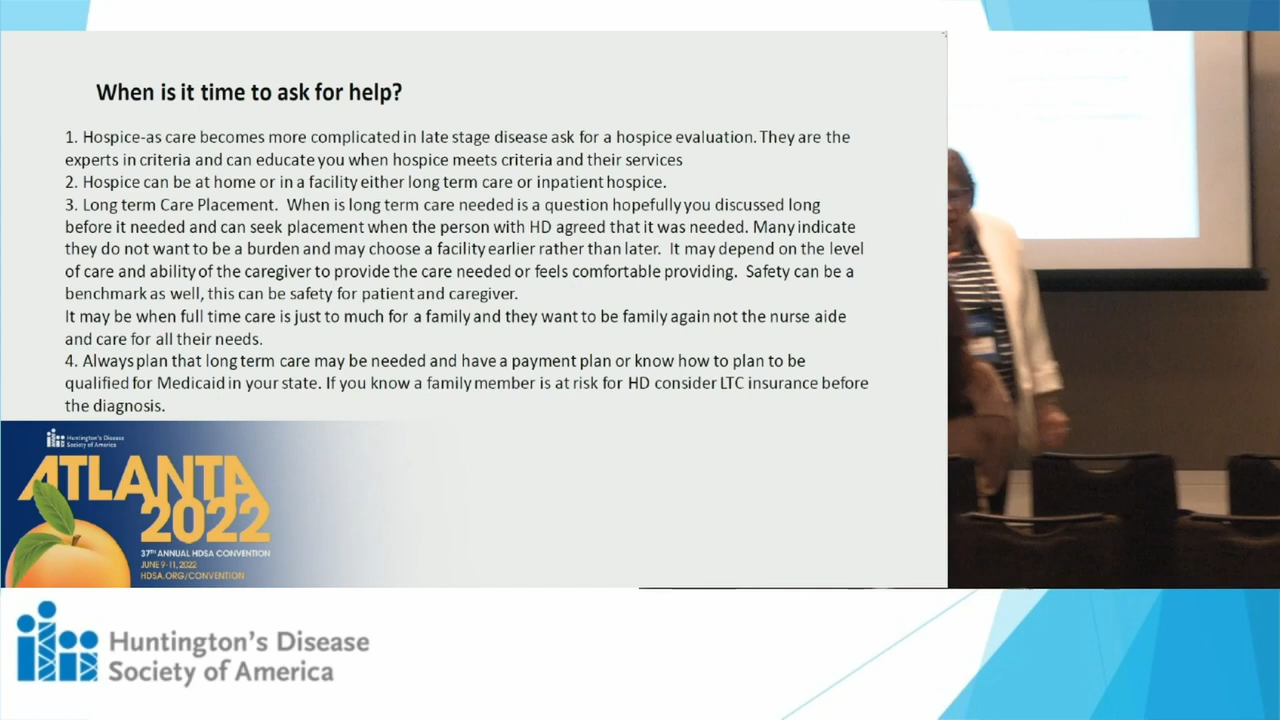 When is it time to ask for help?
1. Hospice-as care becomes more complicated in late stage disease ask for a hospice evaluation. They are the
experts in criteria and can educate you when hospice meets criteria and their services
2. Hospice can be at home or in a facility either long term care or inpatient hospice.
3. Long term Care Placement. When is long term care needed is a question hopefully you discussed long
before it needed and can seek placement when the person with HD agreed that it was needed. Many indicate
they do not want to be a burden and may choose a facility earlier rather than later. It may depend on the level
of care and ability of the caregiver to provide the care needed or feels comfortable providing. Safety can be a
benchmark as well, this can be safety for patient and caregiver.
It may be when full time care is just to much for a family and they want to be family again not the nurse aide
and care for all their needs.
4. Always plan that long term care may be needed and have a payment plan or know how to plan to be
qualified for Medicaid in your state. If you know a family member is at risk for HD consider LTC insurance before
the diagnosis.
Huntington's Disease
Society of America
ATLANTA
2022
37TH ANNUAL HDSA CONVENTION
JUNE 9-11, 2022
HDSA.ORG/CONVENTION
Huntington's Disease
Society of America